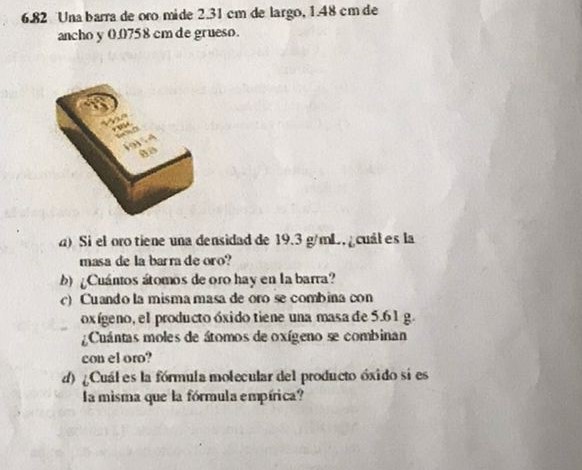 6.82 Una barra de oro mide 2.31 cm de largo, 1.48 cm de
ancho y 0.0758 cm de grueso.
a) Si el oro tiene una densidad de 19.3 g/mL, ¿cuál es la
masa de la barra de oro?
b) ¿Cuántos átomos de oro hay en la barra?
c) Cuando la misma masa de oro se combina con
oxígeno, el producto óxido tiene una masa de 5.61 g.
¿Cuántas moles de átomos de oxígeno se combinan
con el oro?
d) ¿Cuál es la fórmula molecular del producto óxido si es
la misma que la fórmula empírica?